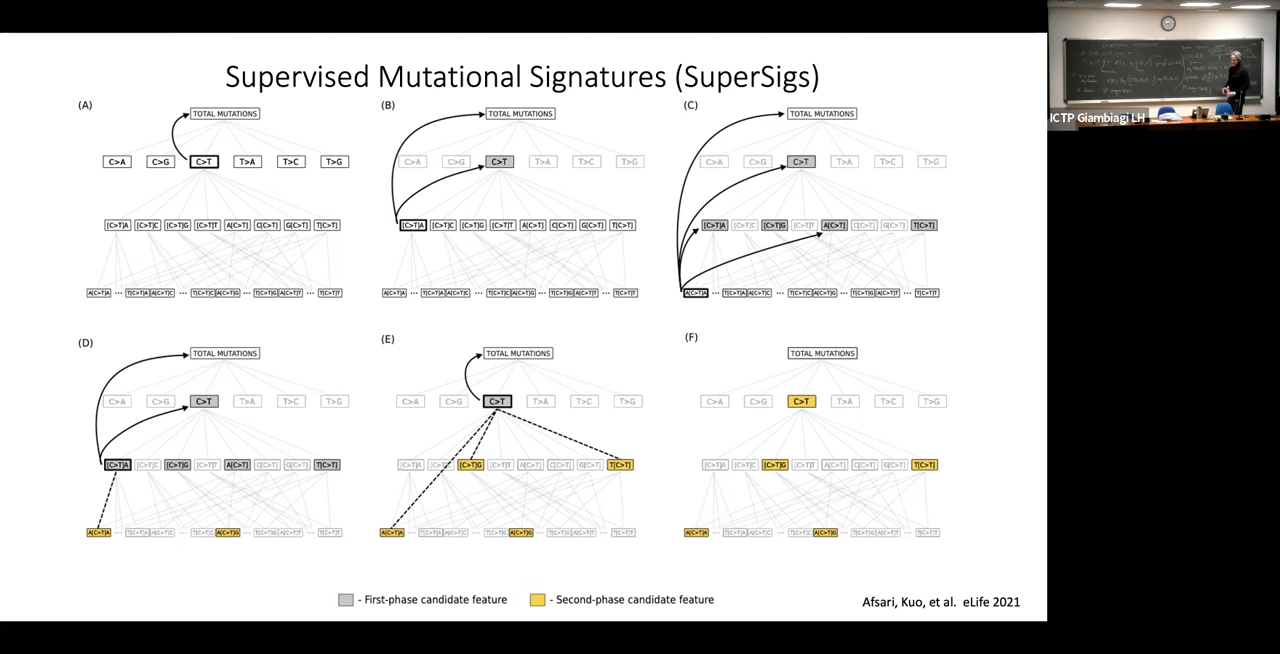 Supervised Mutational Signatures (SuperSigs)
(A)
TOTAL MUTATIONS
C>A C>G C>T T>A T>C T>G
[C>T]A [C>T]C [C>T]G [C>T]T A[C>T] C[C>T] G[C>T] T[C>T]
A[C>T]A ... T[C>T]A A[C>T]C ... T[C>T]C A[C>T]G ... T[C>T]G A[C>T]T ... T[C>T]T
(B)
TOTAL MUTATIONS
C>A C>G C>T T>A T>C T>G
[C>T]A [C>T]C [C>T]G [C>T]T A[C>T] C[C>T] G[C>T] T[C>T]
A[C>T]A ... T[C>T]A A[C>T]C ... T[C>T]C A[C>T]G ... T[C>T]G A[C>T]T ... T[C>T]T
(C)
TOTAL MUTATIONS
C>A C>G C>T T>A T>C T>G
[C>T]A [C>T]C [C>T]G [C>T]T A[C>T] C[C>T] G[C>T] T[C>T]
A[C>T]A ... T[C>T]A A[C>T]C ... T[C>T]C A[C>T]G ... T[C>T]G A[C>T]T ... T[C>T]T
(D)
TOTAL MUTATIONS
C>A C>G C>T T>A T>C T>G
[C>T]A [C>T]C [C>T]G [C>T]T A[C>T] C[C>T] G[C>T] T[C>T]
A[C>T]A ... T[C>T]A A[C>T]C ... T[C>T]C A[C>T]G ... T[C>T]G A[C>T]T ... T[C>T]T
(E)
TOTAL MUTATIONS
C>A C>G C>T T>A T>C T>G
[C>T]A [C>T]G [C>T]T A[C>T] C[C>T] G[C>T] T[C>T]
A[C>T]A ... T[C>T]A A[C>T]C ... T[C>T]C A[C>T]G ... T[C>T]G A[C>T]T ... T[C>T]T
(F)
TOTAL MUTATIONS
C>A C>G C>T T>A T>C T>G
[C>T]A [C>T]C [C>T]G [C>T]T A[C>T] C[C>T] G[C>T] T[C>T]
A[C>T]A ... T[C>T]A A[C>T]C ... T[C>T]C A[C>T]G ... T[C>T]G A[C>T]T ... T[C>T]T
- First-phase candidate feature
- Second-phase candidate feature
Afsari, Kuo, et al. eLife 2021
ICTP Giambiagi LH